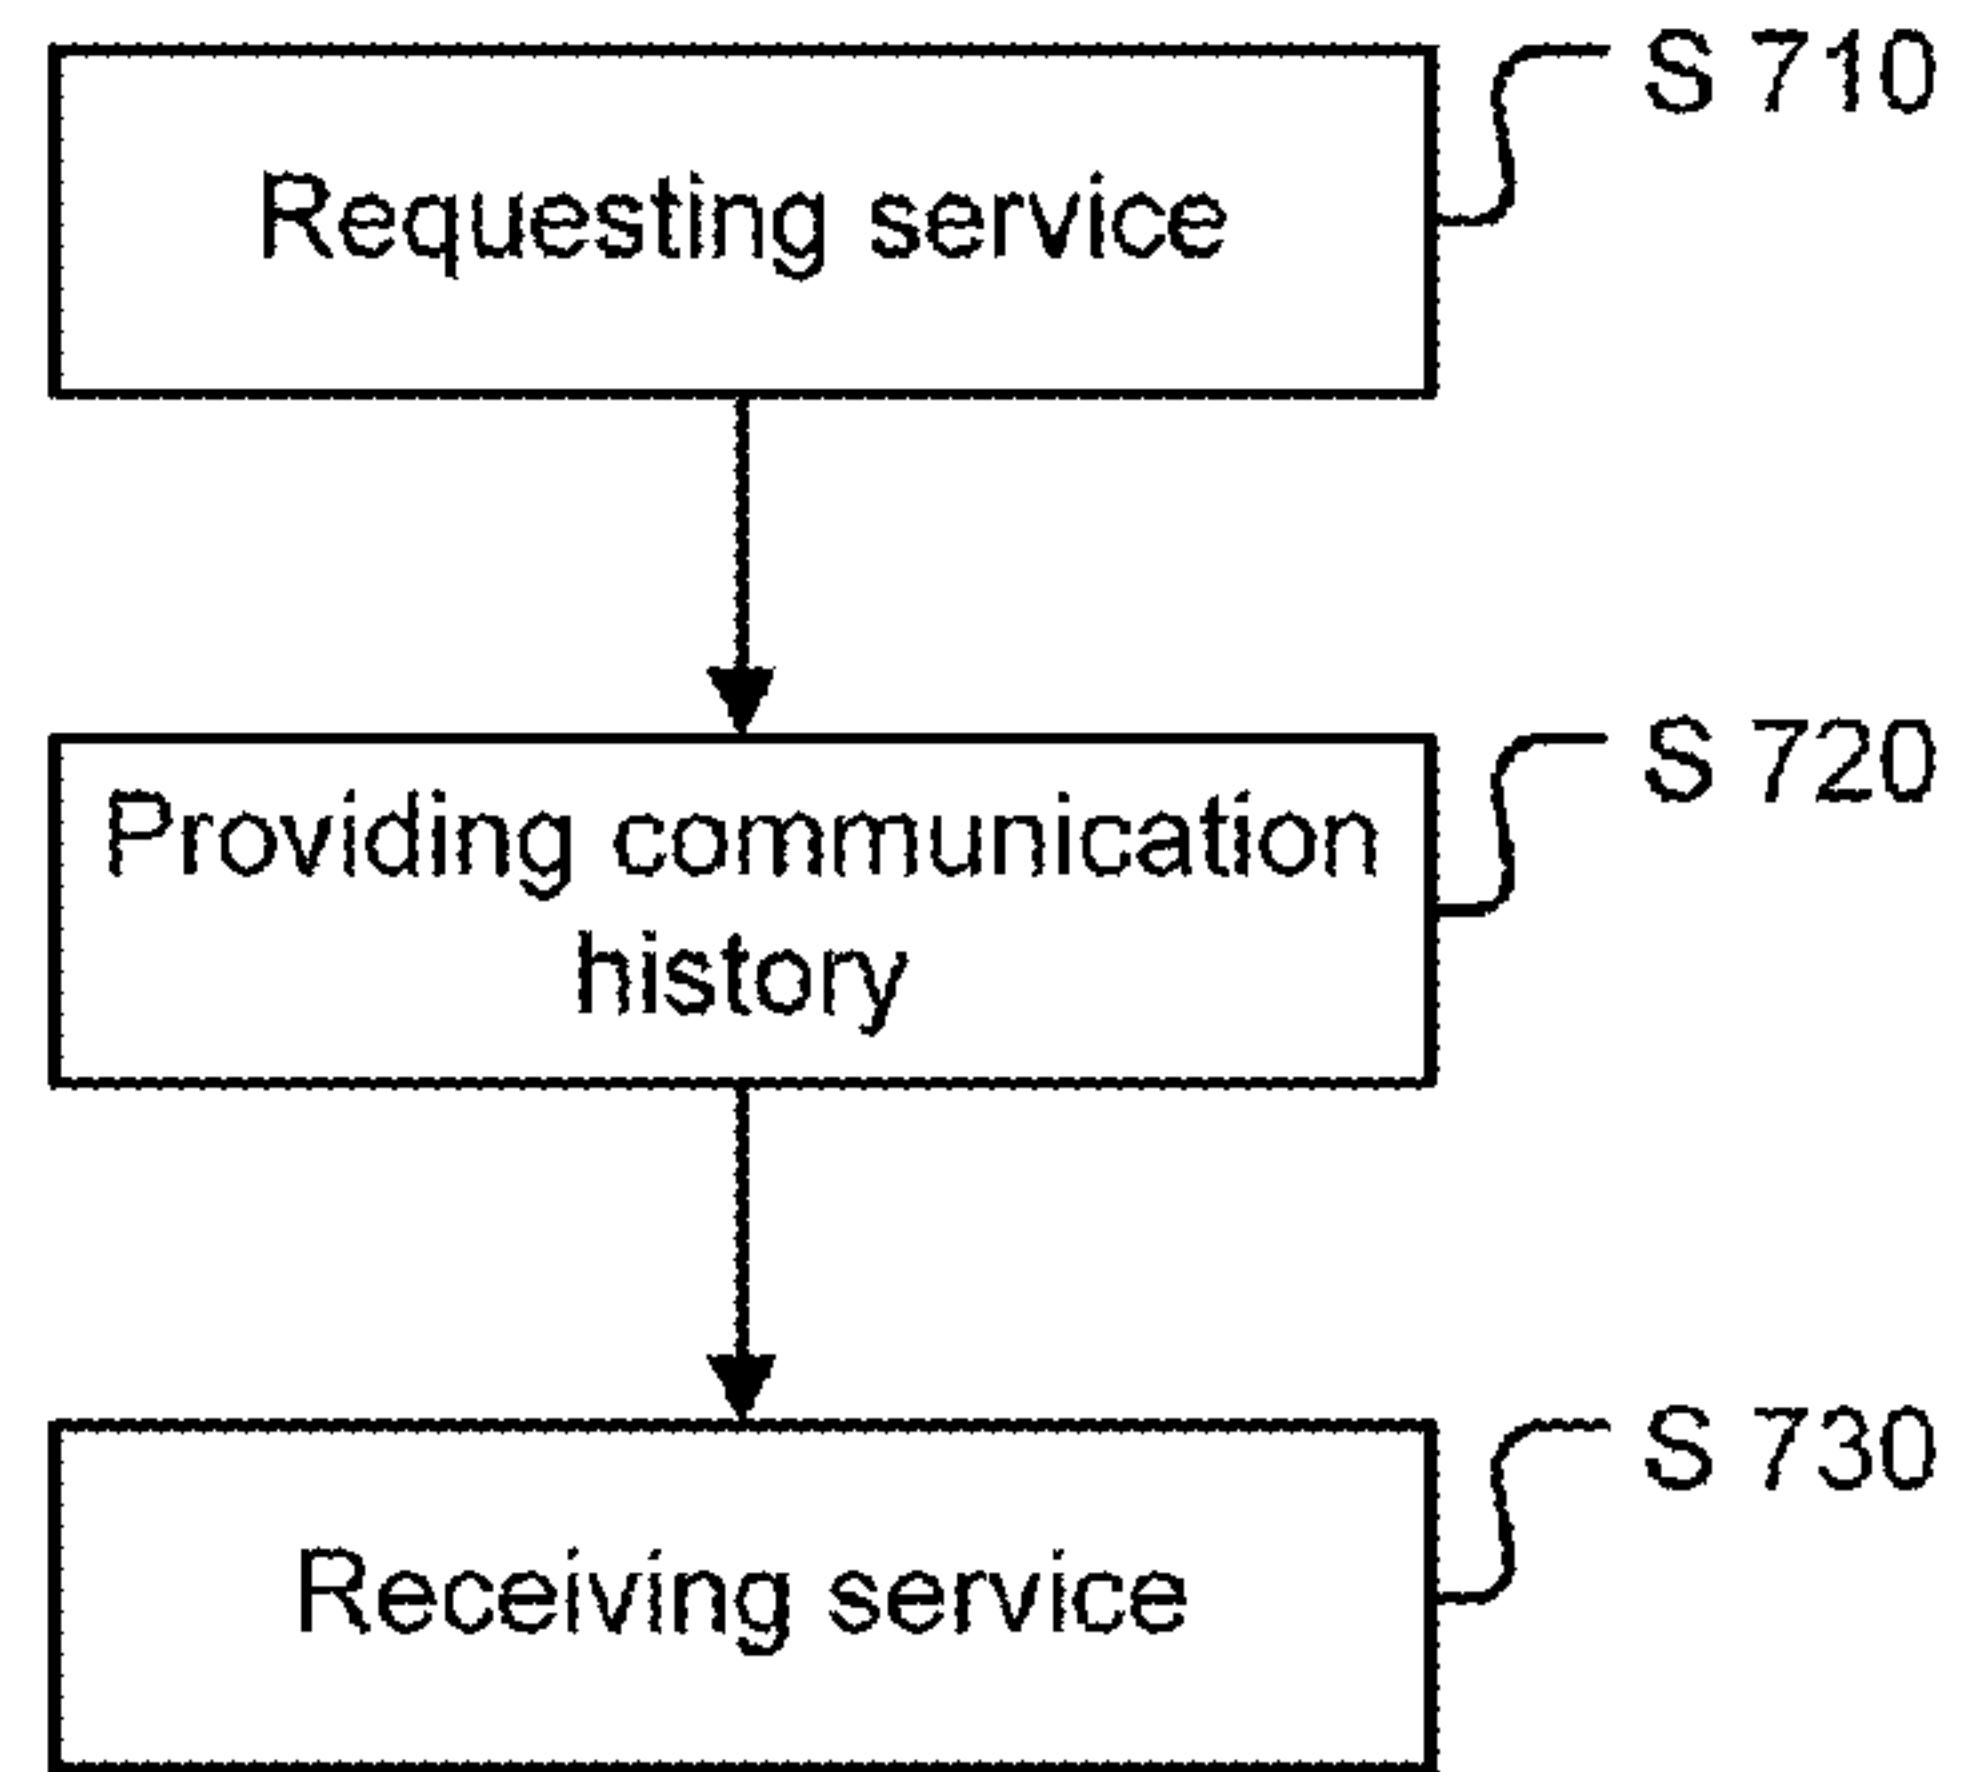 S 710
Requesting service
S 720
Providing communication
history
S 730
Receiving service